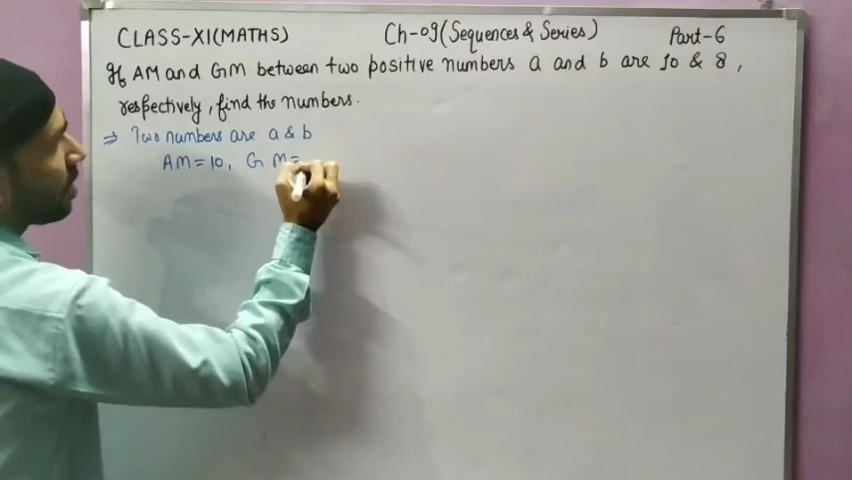 CLASS-XI(MATHS) Ch-09(Sequences & Series) Part-6
If AM and GM between two positive numbers a and b are 10 & 8,
respectively, find the numbers.
⇒ Two numbers are a & b
AM = 10, G M =